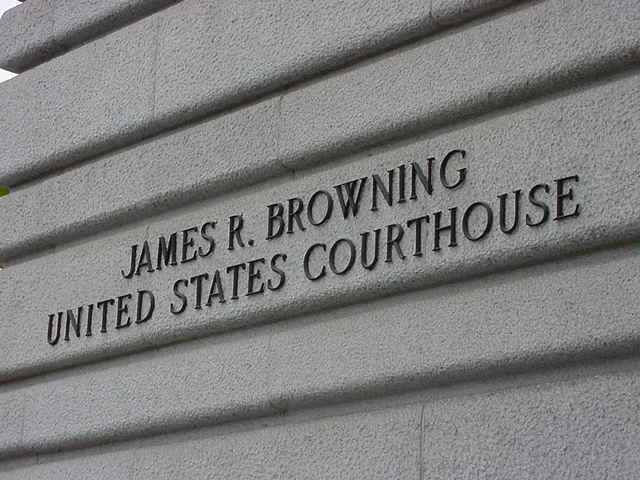 JAMES R. BROWNING
UNITED STATES COURTHOUSE